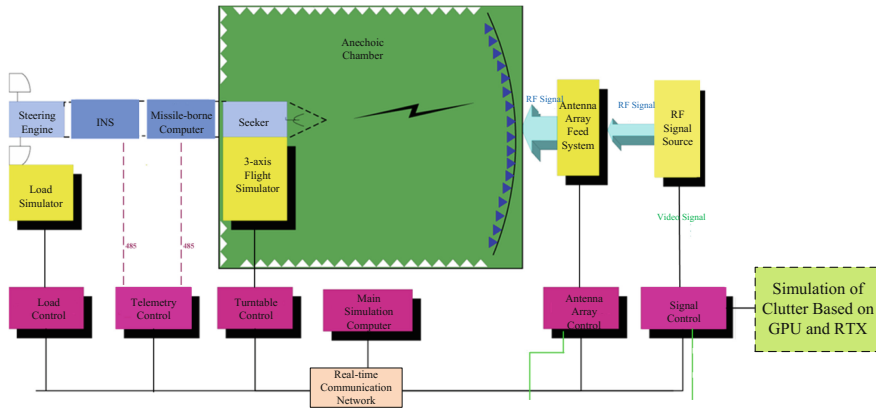 Anechoic
Chamber
Steering
Engine
INS
Missile-borne
Computer
Seeker
RF Signal
Antenna
Array
Feed
System
RF Signal
RF
Signal
Source
Load
Simulator
3-axis
Flight
Simulator
Video Signal
485
485
Load
Control
Telemetry
Control
Turntable
Control
Main
Simulation
Computer
Antenna
Array
Control
Signal
Control
Simulation of
Clutter Based on
GPU and RTX
Real-time
Communication
Network